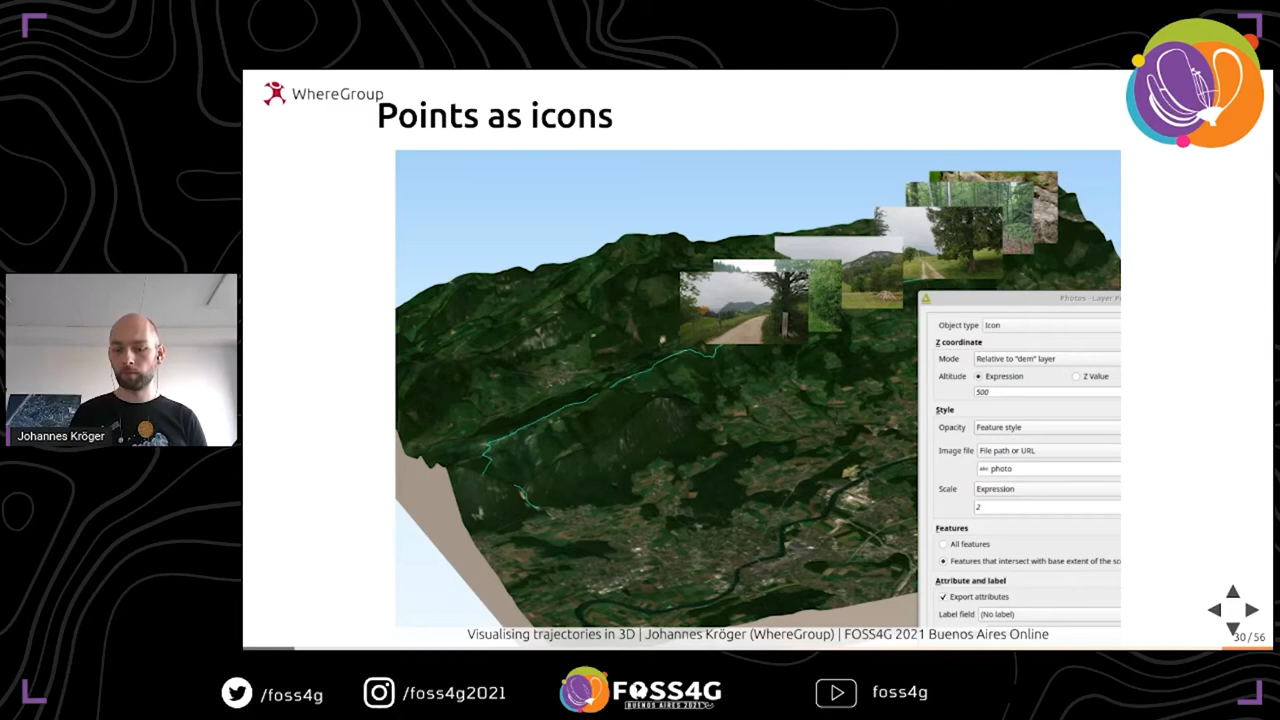 WhereGroup
Points as icons
Photos - Layer P
Object type Icon
Z coordinate
Mode Relative to "dem" layer
Altitude Expression Z Value
500
Style
Opacity Feature style
Image file File path or URL
abc photo
Scale Expression
2
Features
All features
Features that intersect with base extent of the sc
Attribute and label
Export attributes
Label field (No label)
Johannes Kröger
Visualising trajectories in 3D | Johannes Kröger (WhereGroup) | FOSS4G 2021 Buenos Aires Online
30 / 56
/foss4g
/foss4g2021
FOSS4G
BUENOS AIRES 2021
foss4g